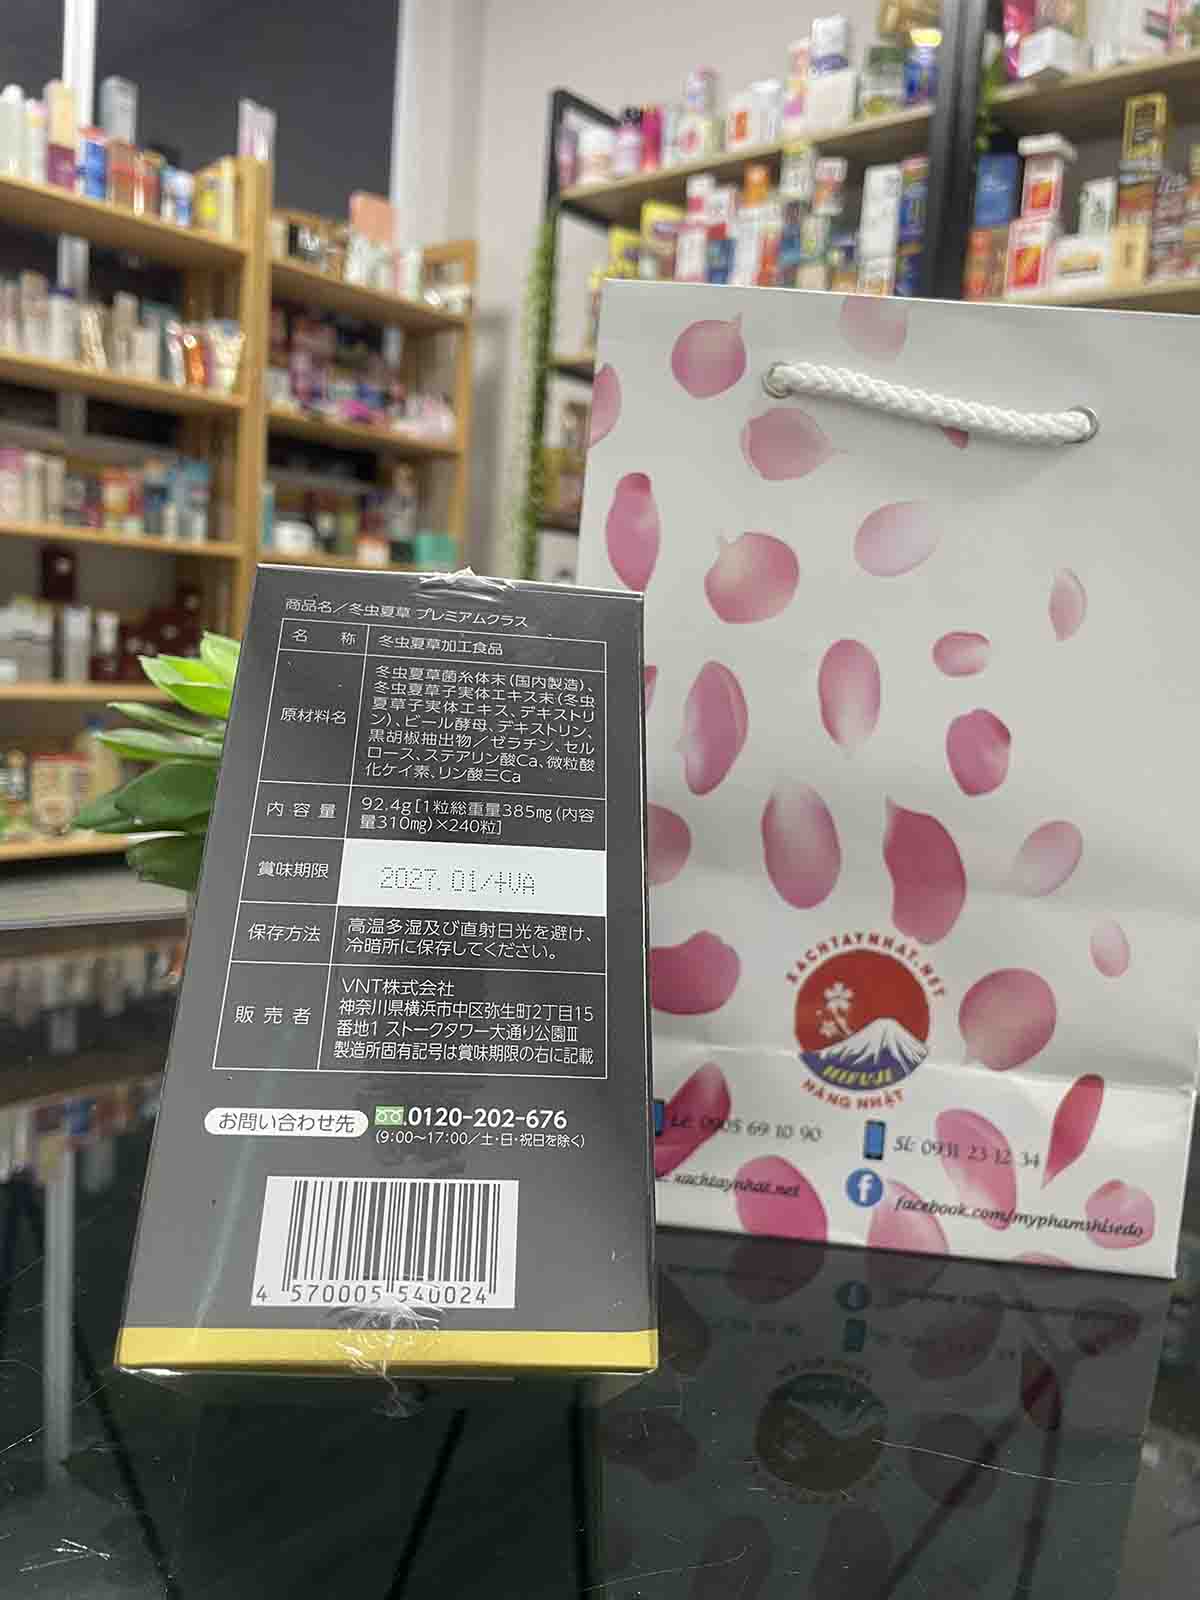 商品名／冬虫夏草 プレミアムクラス
名 称
冬虫夏草加工食品
原材料名
冬虫夏草菌糸体末(国内製造)、
冬虫夏草子実体エキス末(冬虫
夏草子実体エキス、デキストリ
ン)、ビール酵母、デキストリン、
黒胡椒抽出物／ゼラチン、セル
ロース、ステアリン酸Ca、微粒酸
化ケイ素、リン酸三Ca
内 容 量
92.4g[1粒総重量385mg(内容
量310mg)×240粒]
賞味期限
2027.01/4VA
保存方法
高温多湿及び直射日光を避け、
冷暗所に保存してください。
販 売 者
VNT株式会社
神奈川県横浜市中区弥生町2丁目15
番地1 ストークタワー大通り公園Ⅲ
製造所固有記号は賞味期限の右に記載
お問い合わせ先
0120-202-676
(9:00〜17:00／土・日・祝日を除く)
4 570005 540024
XACHTAYNHAT.NET
HIFUJI
HÀNG NHẬT
Lẻ: 0905 69 10 90
Sỉ: 0931 23 12 34
xachtaynhat.net
facebook.com/myphamshisedo